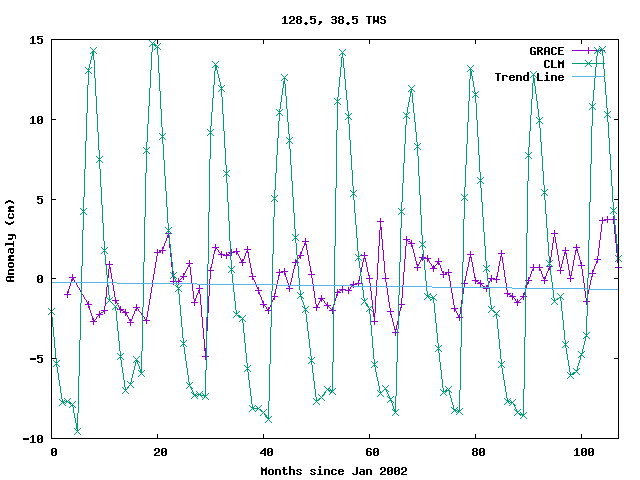 128.5, 38.5 TWS
GRACE
CLM
Trend Line
15
10
5
0
-5
-10
Anomaly (cm)
0 20 40 60 80 100
Months since Jan 2002